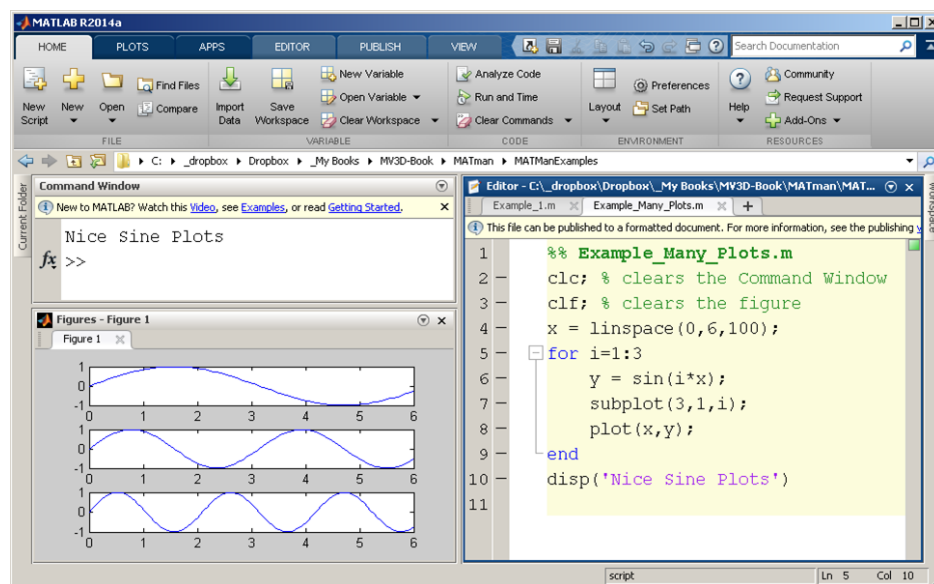 MATLAB R2014a
HOME PLOTS APPS EDITOR PUBLISH VIEW Search Documentation
New Script New Open Find Files Compare Import Data Save Workspace New Variable Open Variable Clear Workspace Analyze Code Run and Time Clear Commands Layout Preferences Set Path Help Community Request Support Add-Ons
FILE VARIABLE CODE ENVIRONMENT RESOURCES
C: _dropbox Dropbox _My Books MV3D-Book MATman MATManExamples
Current Folder
Command Window
New to MATLAB? Watch this Video, see Examples, or read Getting Started.
Nice Sine Plots
fx >>
Figures - Figure 1
Figure 1
1
0
-1
0 1 2 3 4 5 6
1
0
-1
0 1 2 3 4 5 6
1
0
-1
0 1 2 3 4 5 6
Editor - C:\_dropbox\Dropbox\_My Books\MV3D-Book\MATman\MAT...
Example_1.m Example_Many_Plots.m +
This file can be published to a formatted document. For more information, see the publishing
1 %% Example_Many_Plots.m
2 - clc; % clears the Command Window
3 - clf; % clears the figure
4 - x = linspace(0,6,100);
5 - for i=1:3
6 - y = sin(i*x);
7 - subplot(3,1,i);
8 - plot(x,y);
9 - end
10 - disp('Nice Sine Plots')
11
Workspace
script Ln 5 Col 10